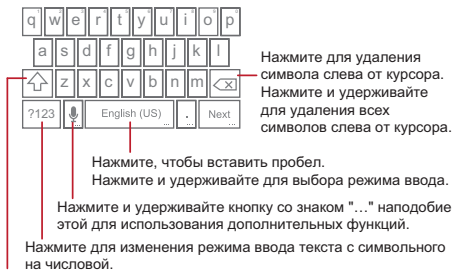 q w e r t y u i o p
a s d f g h j k l
z x c v b n m
?123 English (US) . Next
Нажмите для удаления
символа слева от курсора.
Нажмите и удерживайте
для удаления всех
символов слева от курсора.
Нажмите, чтобы вставить пробел.
Нажмите и удерживайте для выбора режима ввода.
Нажмите и удерживайте кнопку со знаком "…" наподобие
этой для использования дополнительных функций.
Нажмите для изменения режима ввода текста с символьного
на числовой.